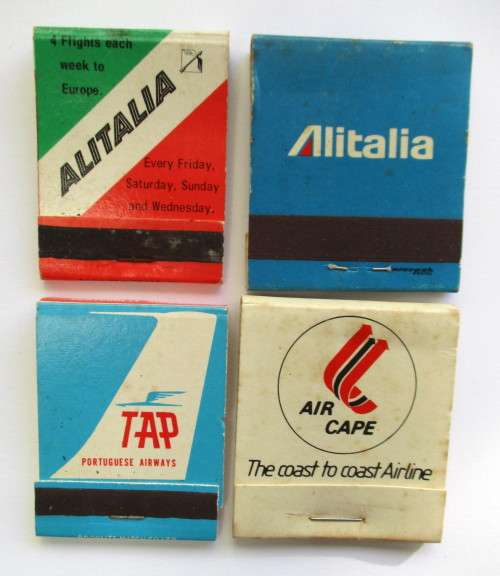 4 Flights each
week to
Europe.
ALITALIA
Every Friday,
Saturday, Sunday
and Wednesday.
Alitalia
TAP
PORTUGUESE AIRWAYS
AIR
CAPE
The coast to coast Airline